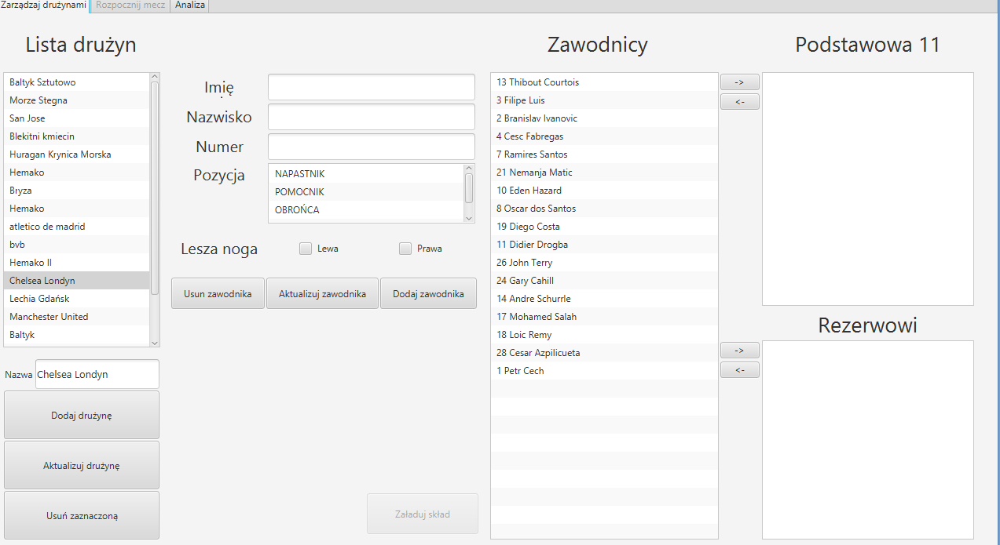 Zarządzaj drużynami Rozpocznij mecz Analiza
Lista drużyn
Baltyk Sztutowo
Morze Stegna
San Jose
Blekitni kmiecin
Huragan Krynica Morska
Hemako
Bryza
Hemako
atletico de madrid
bvb
Hemako II
Chelsea Londyn
Lechia Gdańsk
Manchester United
Baltyk
Nazwa Chelsea Londyn
Dodaj drużynę
Aktualizuj drużynę
Usuń zaznaczoną
Imię
Nazwisko
Numer
Pozycja
NAPASTNIK
POMOCNIK
OBROŃCA
Lesza noga Lewa Prawa
Usun zawodnika Aktualizuj zawodnika Dodaj zawodnika
Załaduj skład
Zawodnicy
13 Thibout Courtois
3 Filipe Luis
2 Branislav Ivanovic
4 Cesc Fabregas
7 Ramires Santos
21 Nemanja Matic
10 Eden Hazard
8 Oscar dos Santos
19 Diego Costa
11 Didier Drogba
26 John Terry
24 Gary Cahill
14 Andre Schurrle
17 Mohamed Salah
18 Loic Remy
28 Cesar Azpilicueta
1 Petr Cech
->
<-
->
<-
Podstawowa 11
Rezerwowi